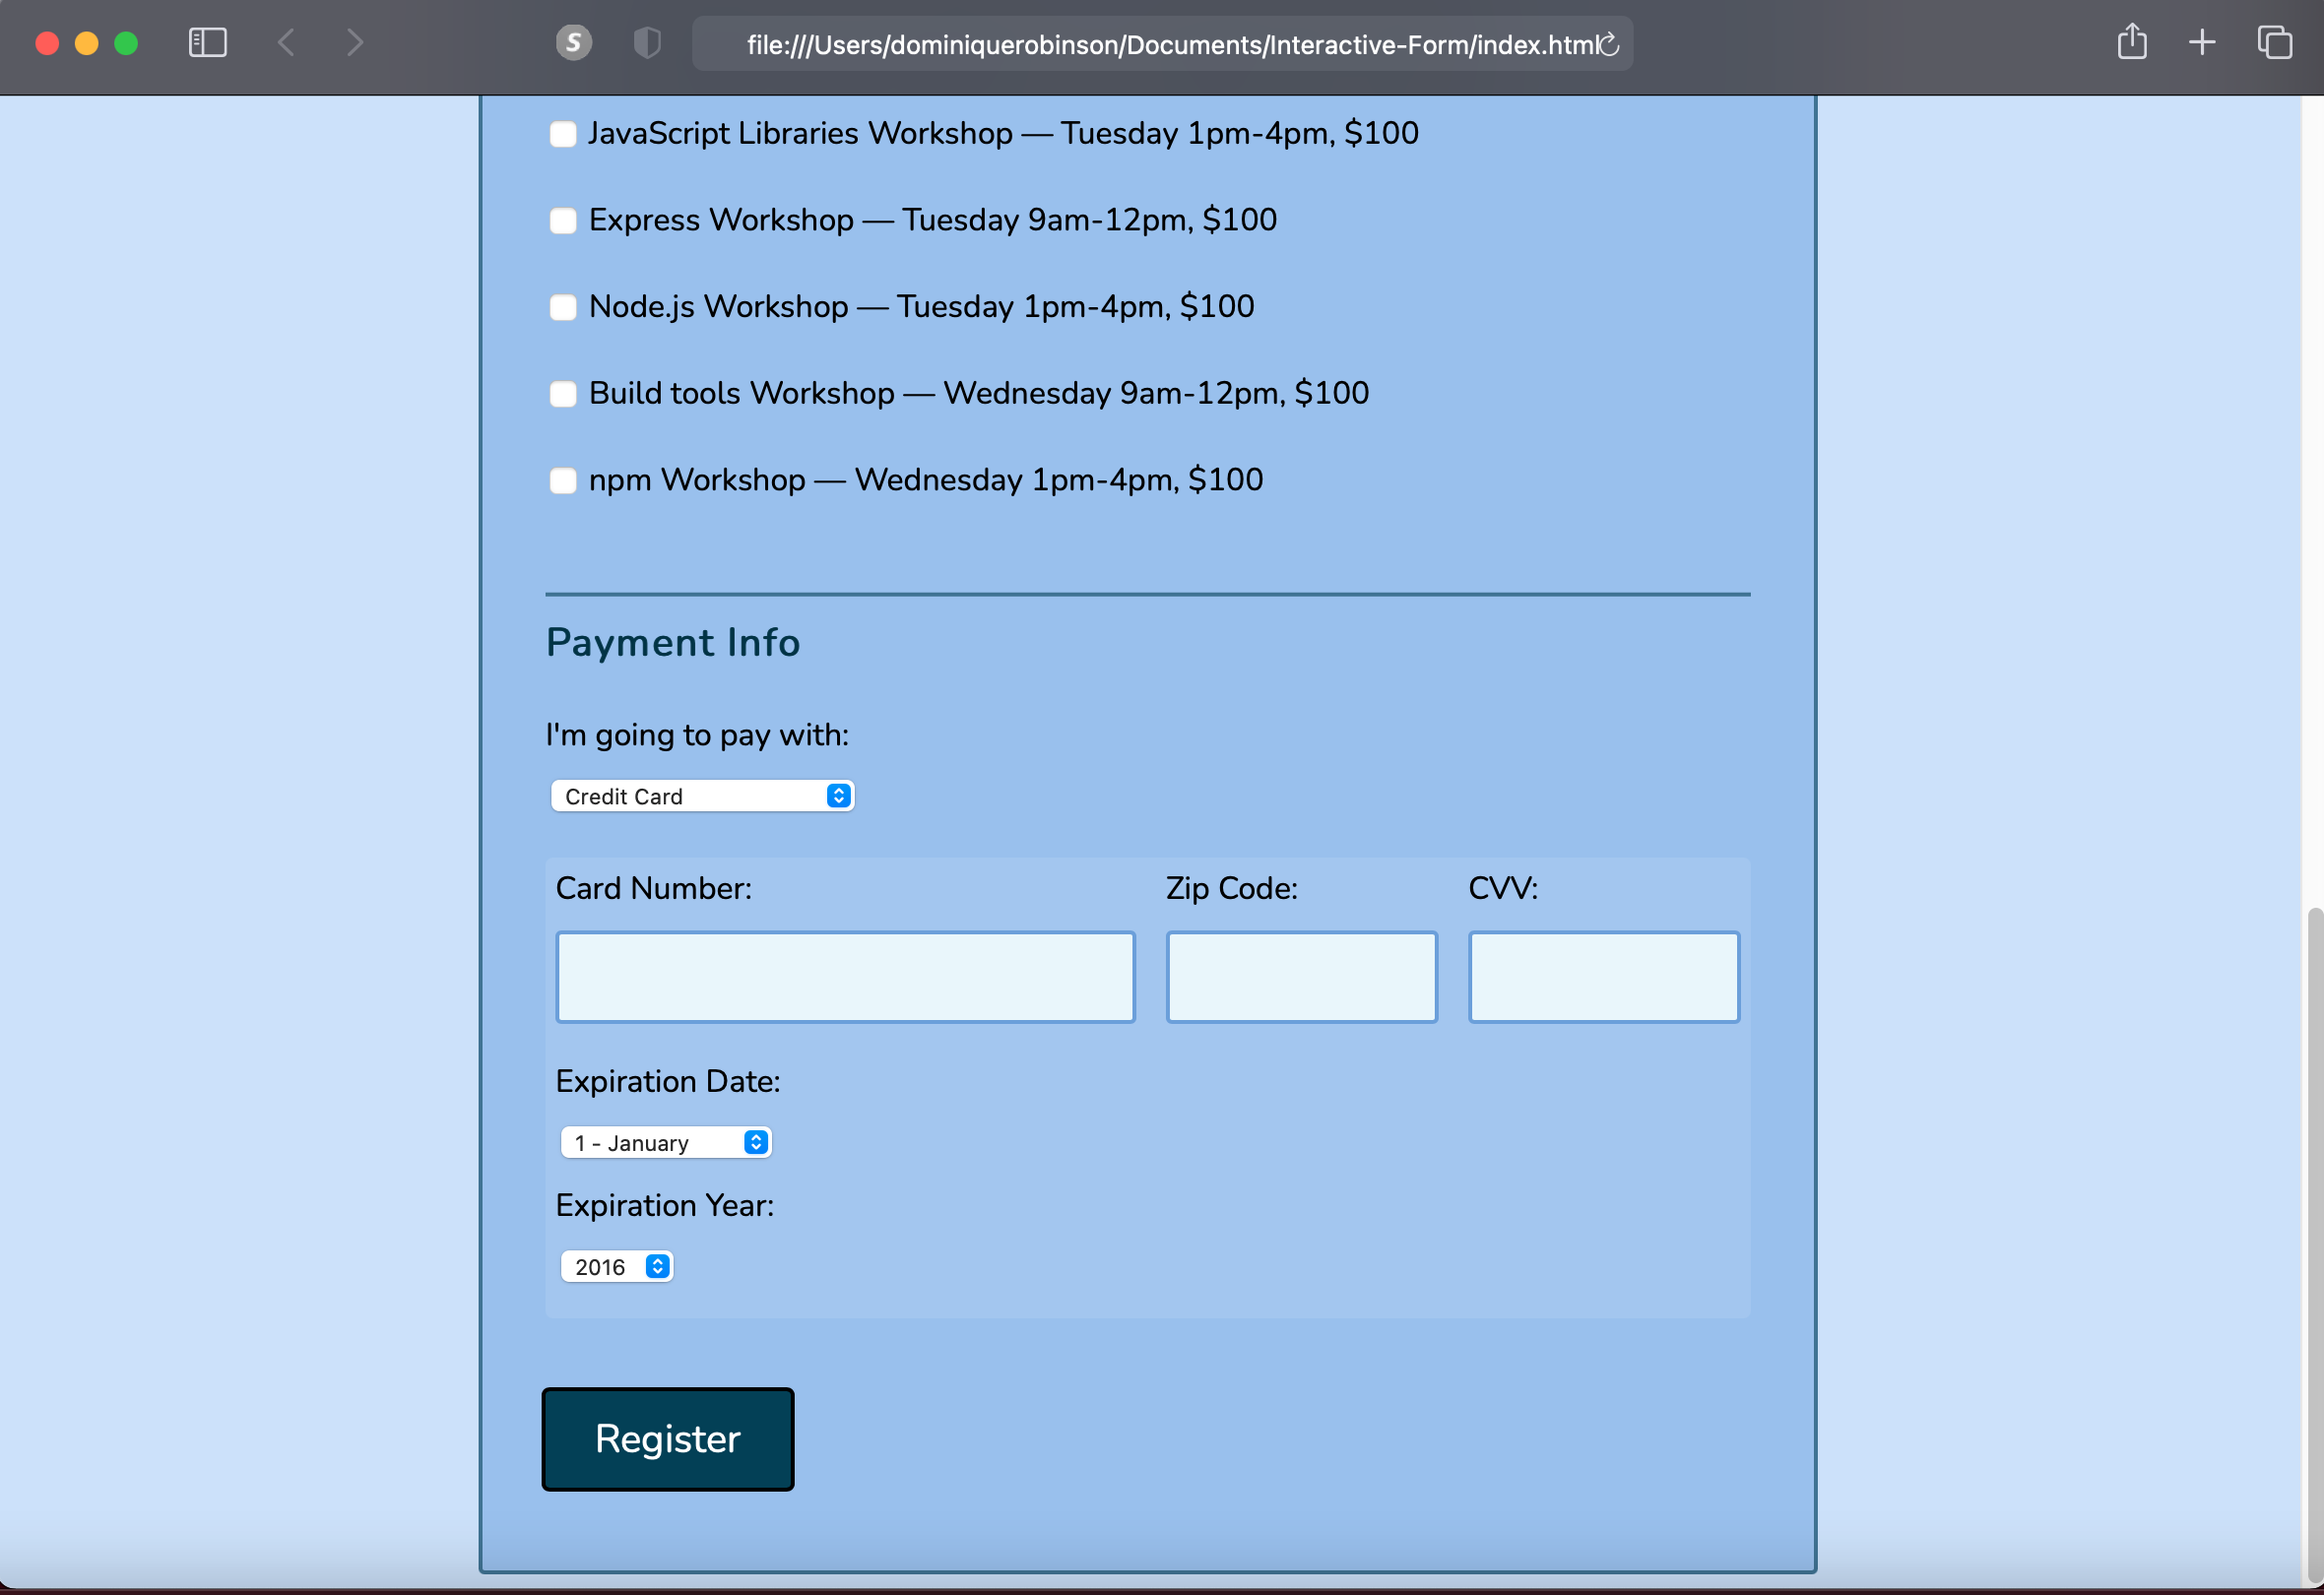 S
file:///Users/dominiquerobinson/Documents/Interactive-Form/index.html
JavaScript Libraries Workshop — Tuesday 1pm-4pm, $100
Express Workshop — Tuesday 9am-12pm, $100
Node.js Workshop — Tuesday 1pm-4pm, $100
Build tools Workshop — Wednesday 9am-12pm, $100
npm Workshop — Wednesday 1pm-4pm, $100
Payment Info
I'm going to pay with:
Credit Card
Card Number: Zip Code: CVV:
Expiration Date:
1 - January
Expiration Year:
2016
Register